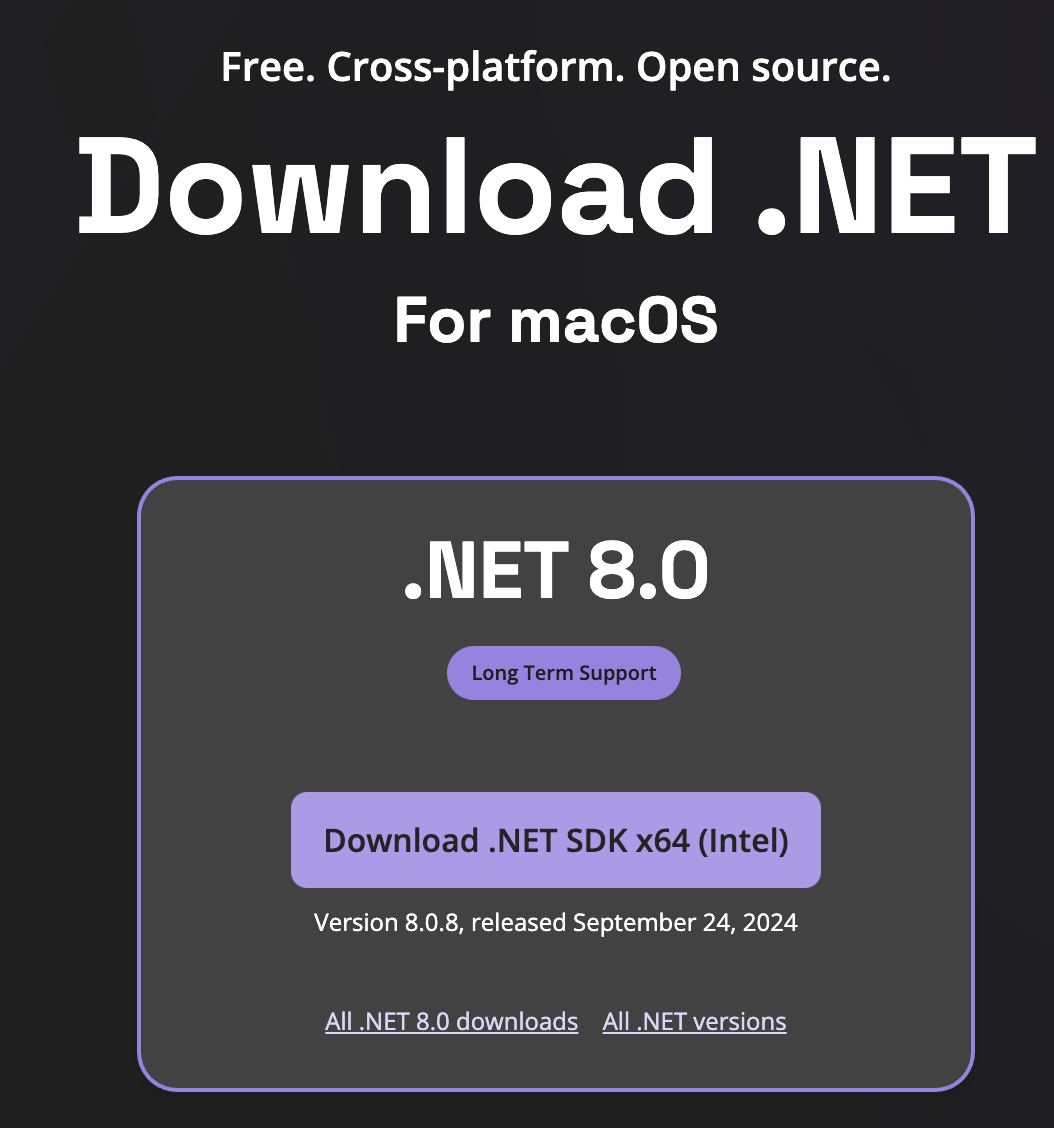 Free. Cross-platform. Open source.
Download .NET
For macOS
.NET 8.0
Long Term Support
Download .NET SDK x64 (Intel)
Version 8.0.8, released September 24, 2024
All .NET 8.0 downloads All .NET versions